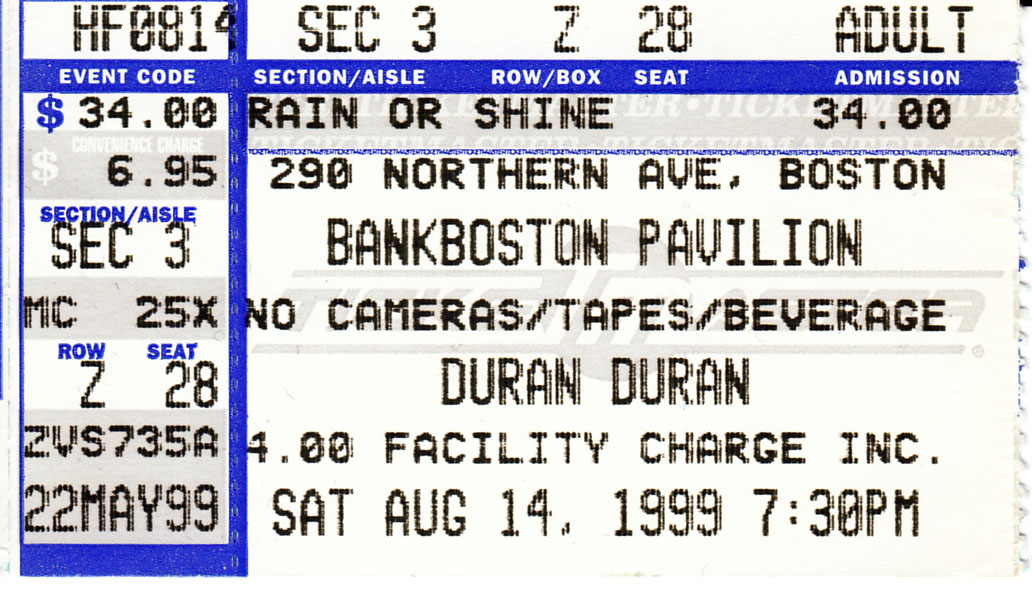 HF0814 SEC 3 Z 28 ADULT
EVENT CODE SECTION/AISLE ROW/BOX SEAT ADMISSION
$ 34.00 RAIN OR SHINE 34.00
CONVENIENCE CHARGE
$ 6.95 290 NORTHERN AVE, BOSTON
SECTION/AISLE
SEC 3 BANKBOSTON PAVILION
TICKETMASTER
MC 25X NO CAMERAS/TAPES/BEVERAGE
ROW SEAT
Z 28 DURAN DURAN
ZVS735A 4.00 FACILITY CHARGE INC.
22MAY99 SAT AUG 14, 1999 7:30PM